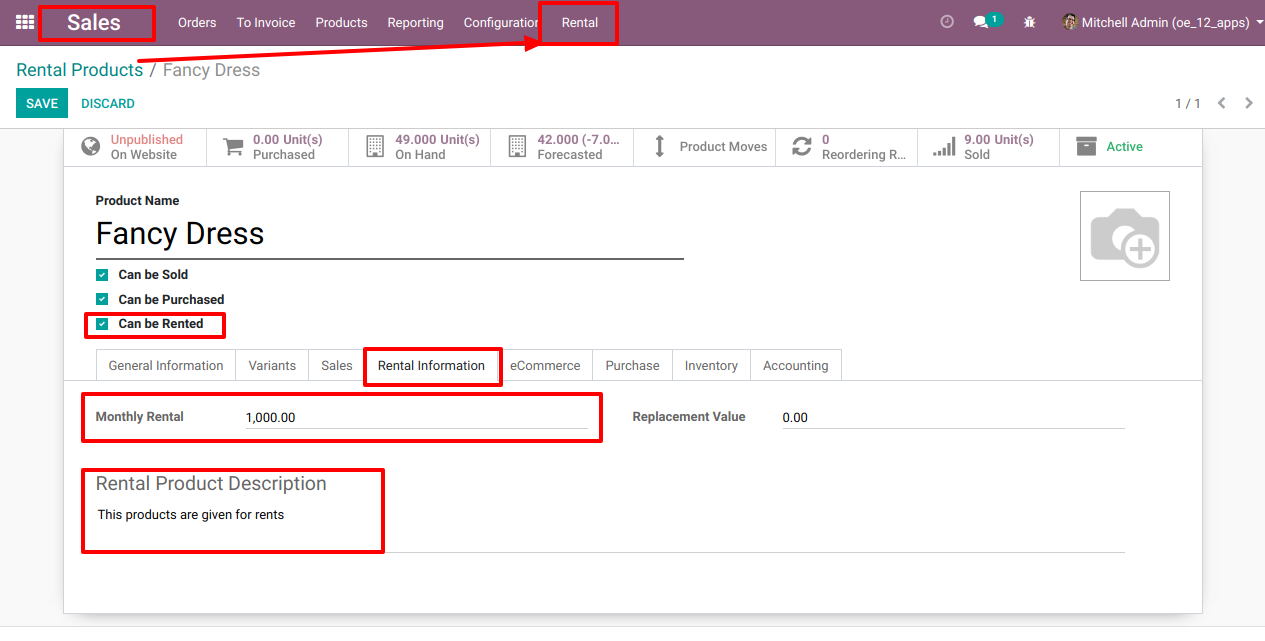 Sales Orders To Invoice Products Reporting Configuration Rental 1 Mitchell Admin (oe_12_apps)
Rental Products / Fancy Dress
SAVE DISCARD 1 / 1
Unpublished On Website
0.00 Unit(s) Purchased
49.000 Unit(s) On Hand
42.000 (-7.0... Forecasted
Product Moves
0 Reordering R...
9.00 Unit(s) Sold
Active
Product Name
Fancy Dress
Can be Sold
Can be Purchased
Can be Rented
General Information Variants Sales Rental Information eCommerce Purchase Inventory Accounting
Monthly Rental 1,000.00 Replacement Value 0.00
Rental Product Description
This products are given for rents